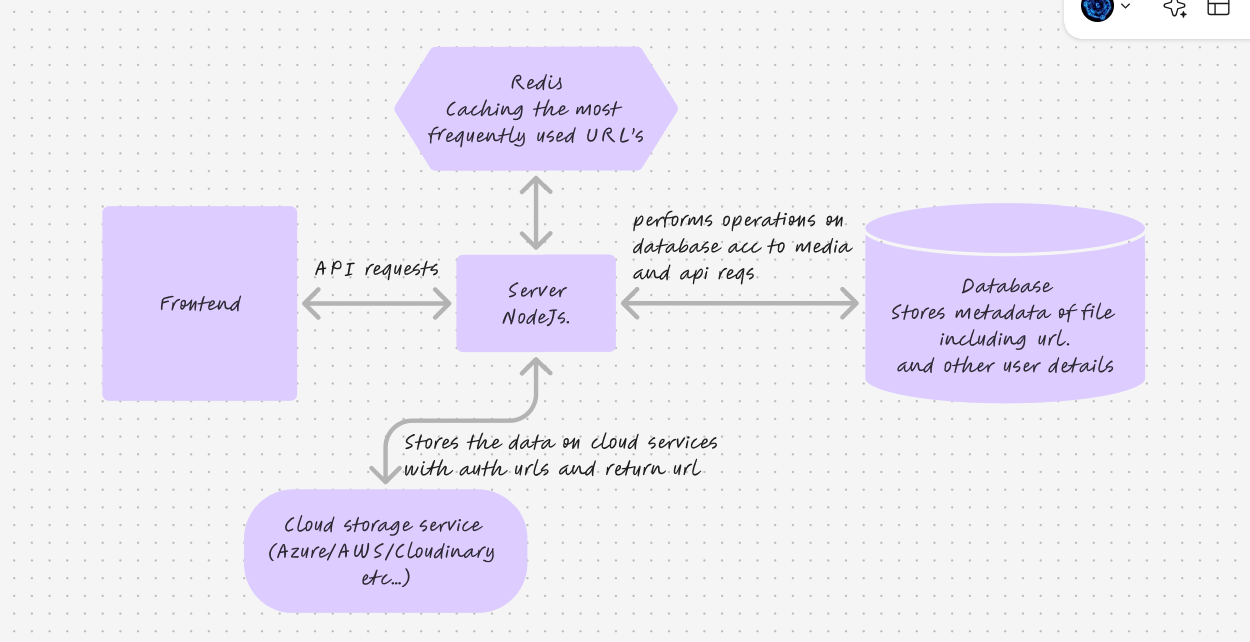 Redis
Caching the most
frequently used URL's
performs operations on
database acc to media
and api reqs
API requests
Frontend
Server
NodeJs.
Database
Stores metadata of file
including url.
and other user details
Stores the data on cloud services
with auth urls and return url
Cloud storage service
(Azure/AWS/Cloudinary
etc...)